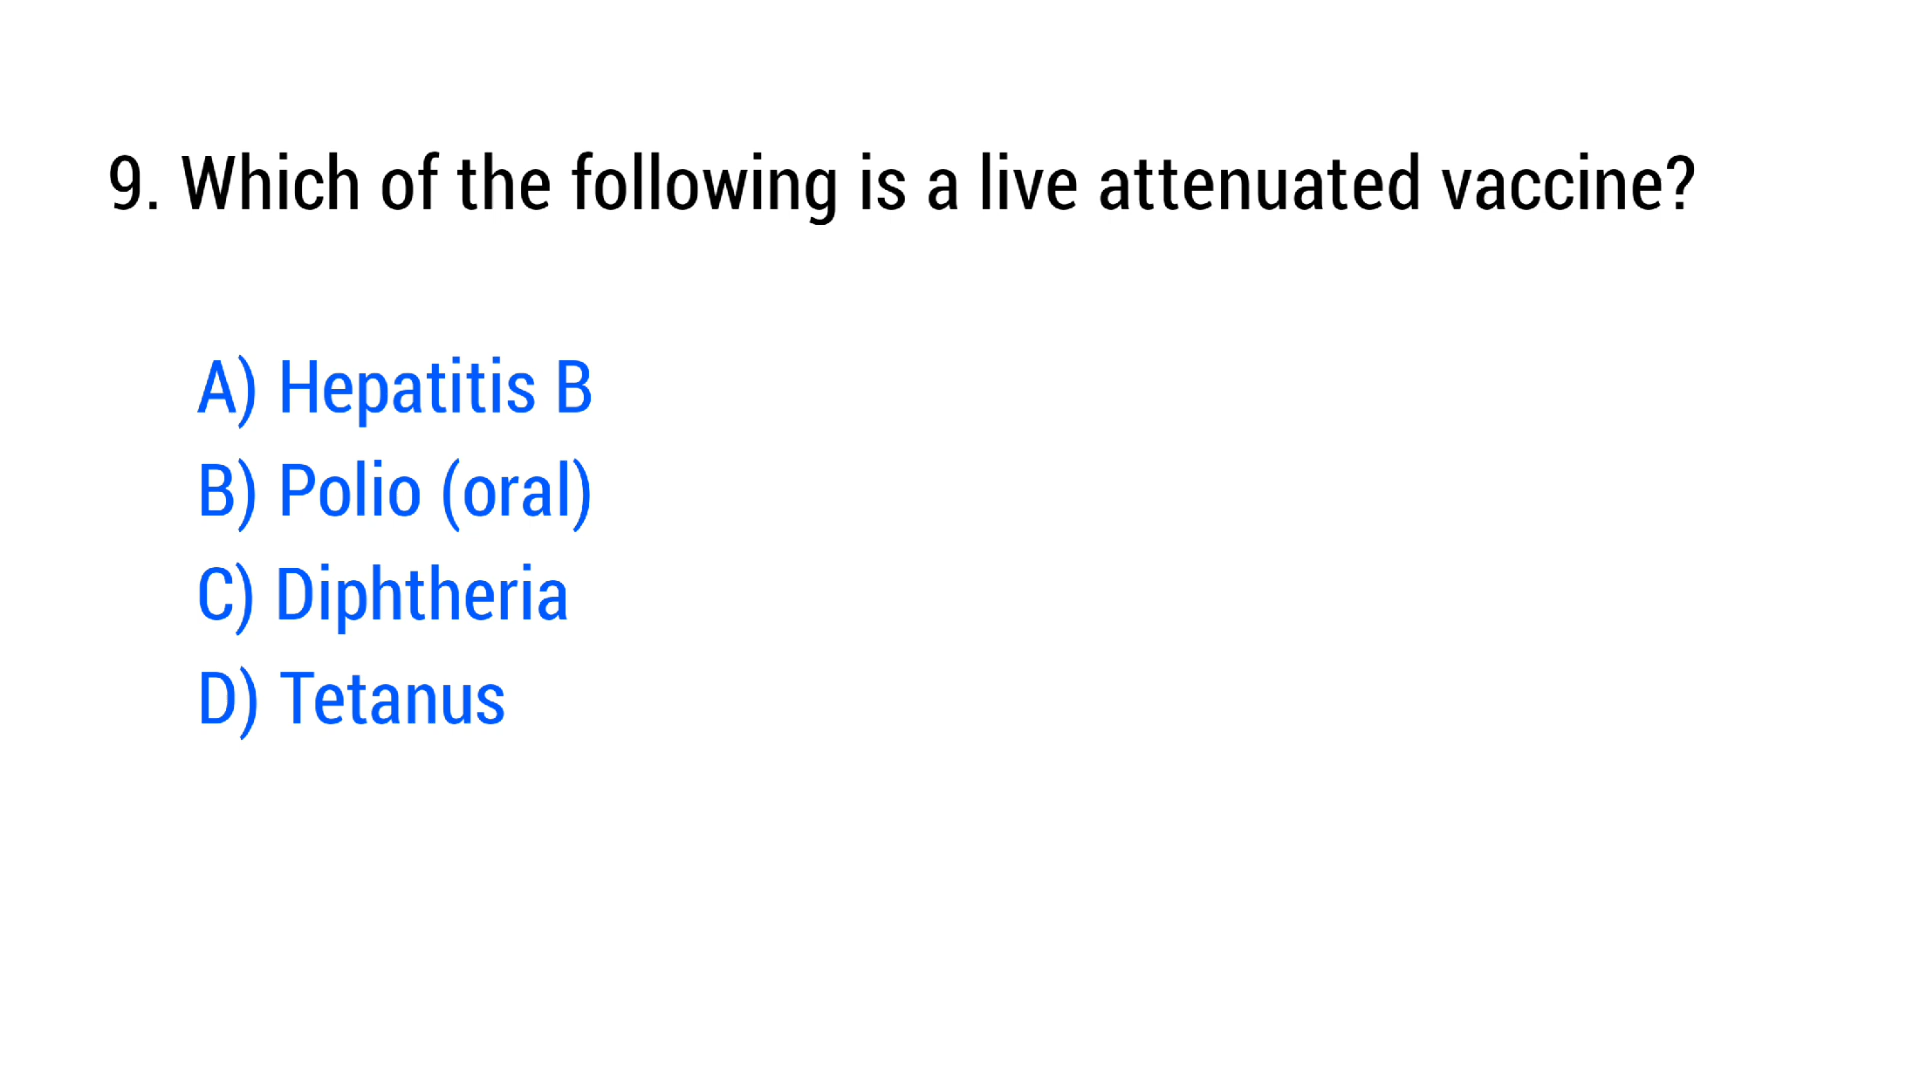 9. Which of the following is a live attenuated vaccine?
A) Hepatitis B
B) Polio (oral)
C) Diphtheria
D) Tetanus